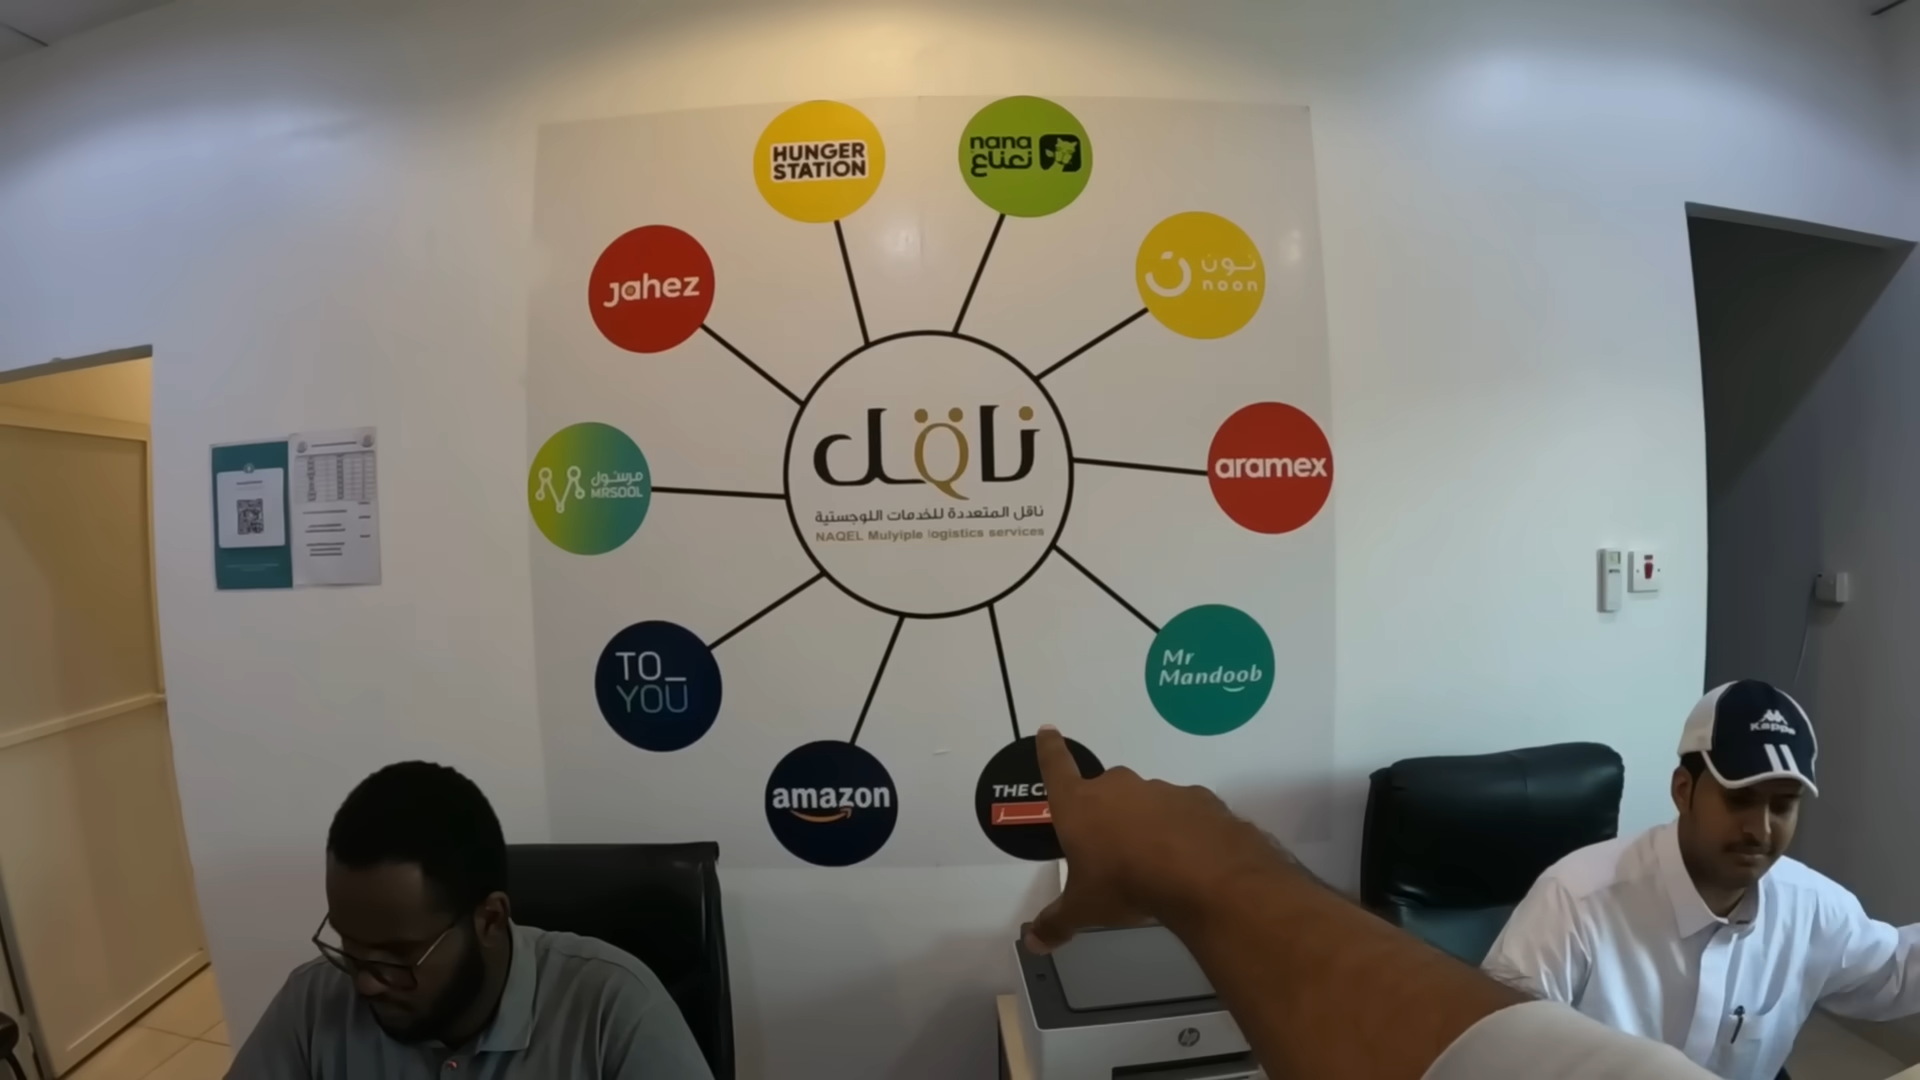 HUNGER
STATION
nana
نعناع
Jahez
نون
noon
ناقل
ناقل المتعددة للخدمات اللوجستية
NAQEL Mulyiple logistics services
aramex
مرسول
MRSOOL
TO_
YOU
Mr
Mandoob
amazon
THE
hp
Kappa